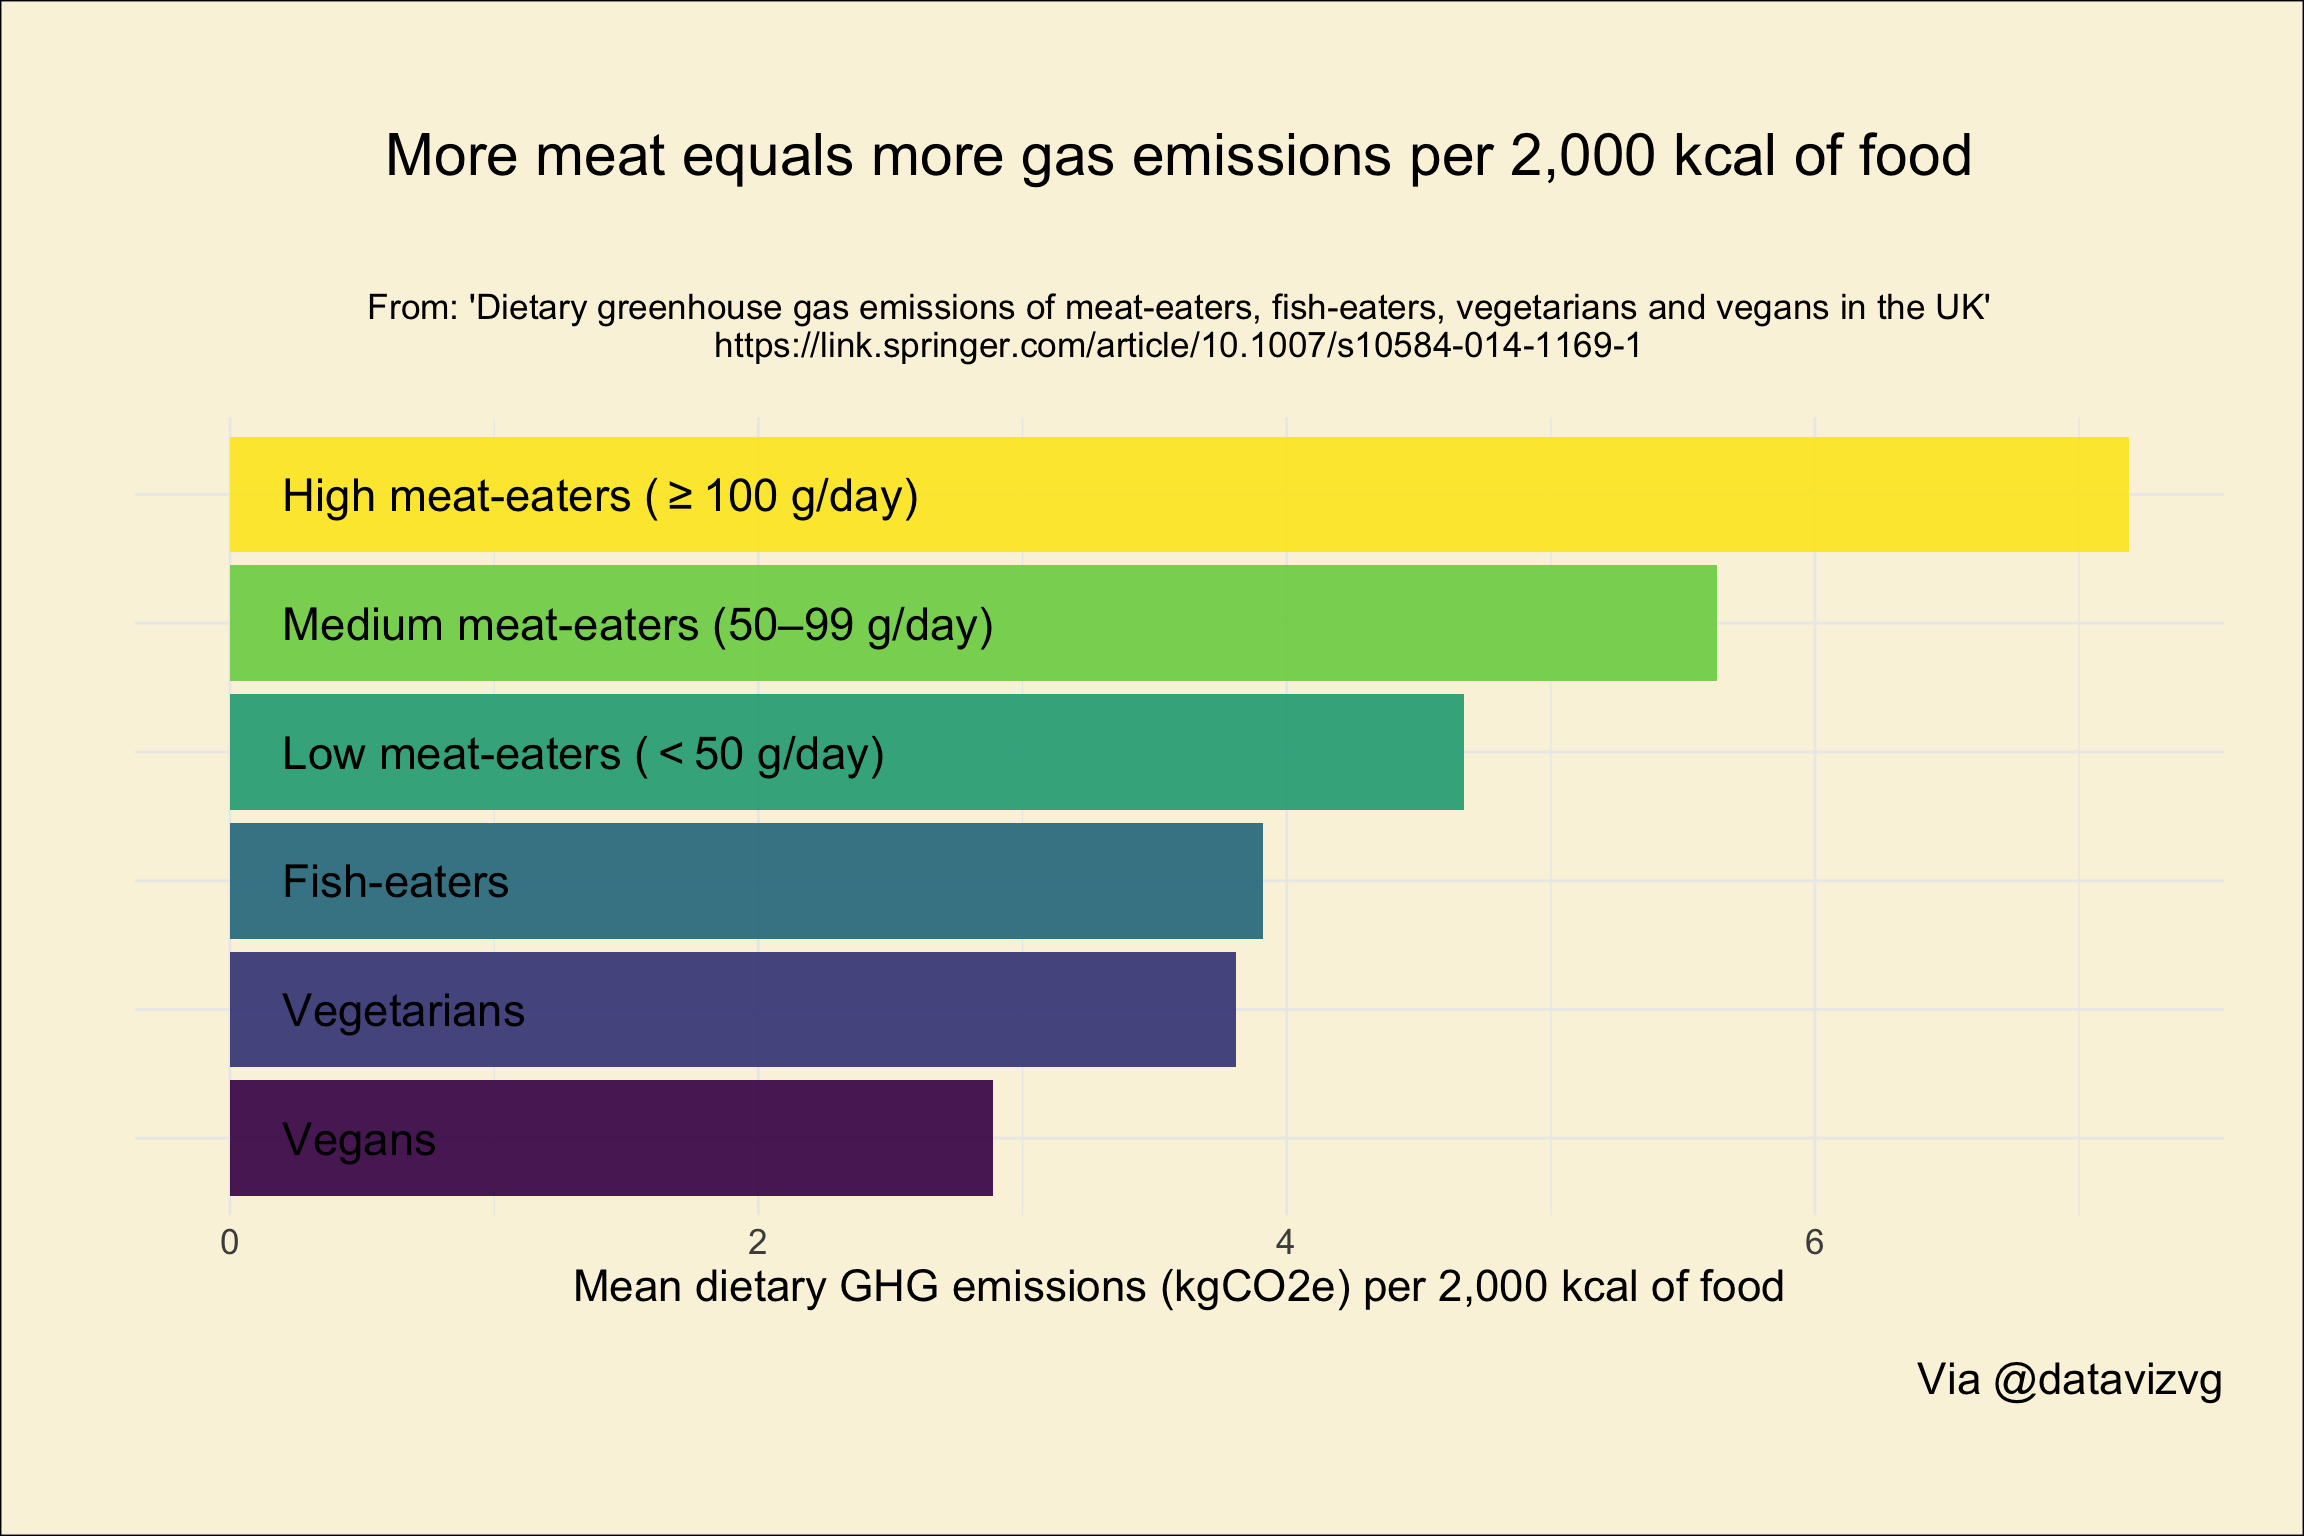 More meat equals more gas emissions per 2,000 kcal of food
From: 'Dietary greenhouse gas emissions of meat-eaters, fish-eaters, vegetarians and vegans in the UK'
https://link.springer.com/article/10.1007/s10584-014-1169-1
High meat-eaters ( ≥ 100 g/day)
Medium meat-eaters (50–99 g/day)
Low meat-eaters ( < 50 g/day)
Fish-eaters
Vegetarians
Vegans
0 2 4 6
Mean dietary GHG emissions (kgCO2e) per 2,000 kcal of food
Via @datavizvg